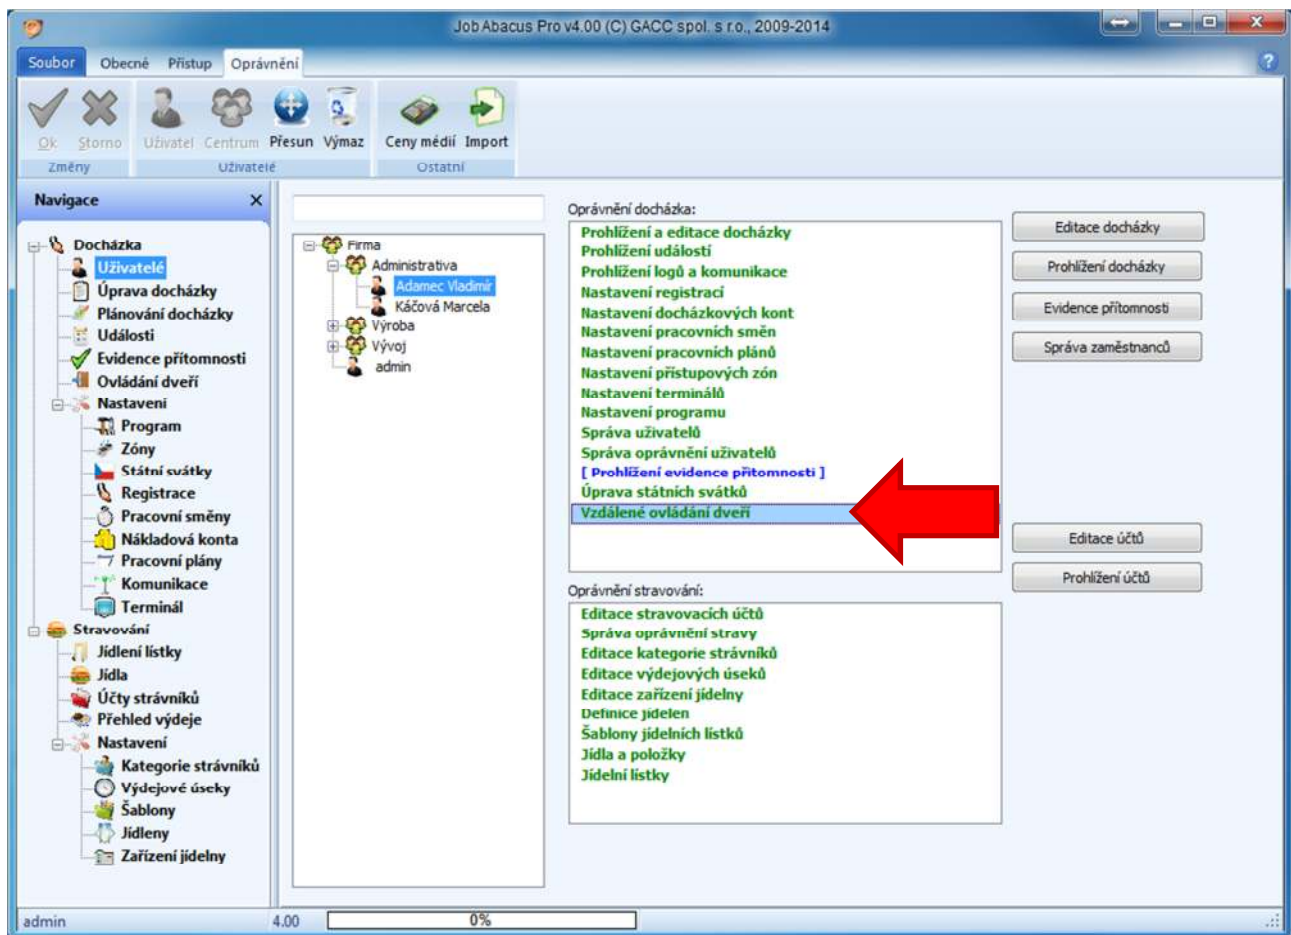 Job Abacus Pro v4.00 (C) GACC spol. s r.o., 2009-2014
Soubor Obecné Přístup Oprávnění
Ok Storno Uživatel Centrum Přesun Výmaz Ceny médií Import
Změny Uživatelé Ostatní
Navigace
Docházka
Uživatelé
Úprava docházky
Plánování docházky
Události
Evidence přítomnosti
Ovládání dveří
Nastavení
Program
Zóny
Státní svátky
Registrace
Pracovní směny
Nákladová konta
Pracovní plány
Komunikace
Terminál
Stravování
Jídlení lístky
Jídla
Účty strávníků
Přehled výdeje
Nastavení
Kategorie strávníků
Výdejové úseky
Šablony
Jídleny
Zařízení jídelny
Firma
Administrativa
Adamec Vladimír
Káčová Marcela
Výroba
Vývoj
admin
Oprávnění docházka:
Prohlížení a editace docházky
Prohlížení událostí
Prohlížení logů a komunikace
Nastavení registrací
Nastavení docházkových kont
Nastavení pracovních směn
Nastavení pracovních plánů
Nastavení přístupových zón
Nastavení terminálů
Nastavení programu
Správa uživatelů
Správa oprávnění uživatelů
[ Prohlížení evidence přítomnosti ]
Úprava státních svátků
Vzdálené ovládání dveří
Oprávnění stravování:
Editace stravovacích účtů
Správa oprávnění stravy
Editace kategorie strávníků
Editace výdejových úseků
Editace zařízení jídelny
Definice jídelen
Šablony jídelních lístků
Jídla a položky
Jídelní lístky
Editace docházky
Prohlížení docházky
Evidence přítomnosti
Správa zaměstnanců
Editace účtů
Prohlížení účtů
admin 4.00 0%